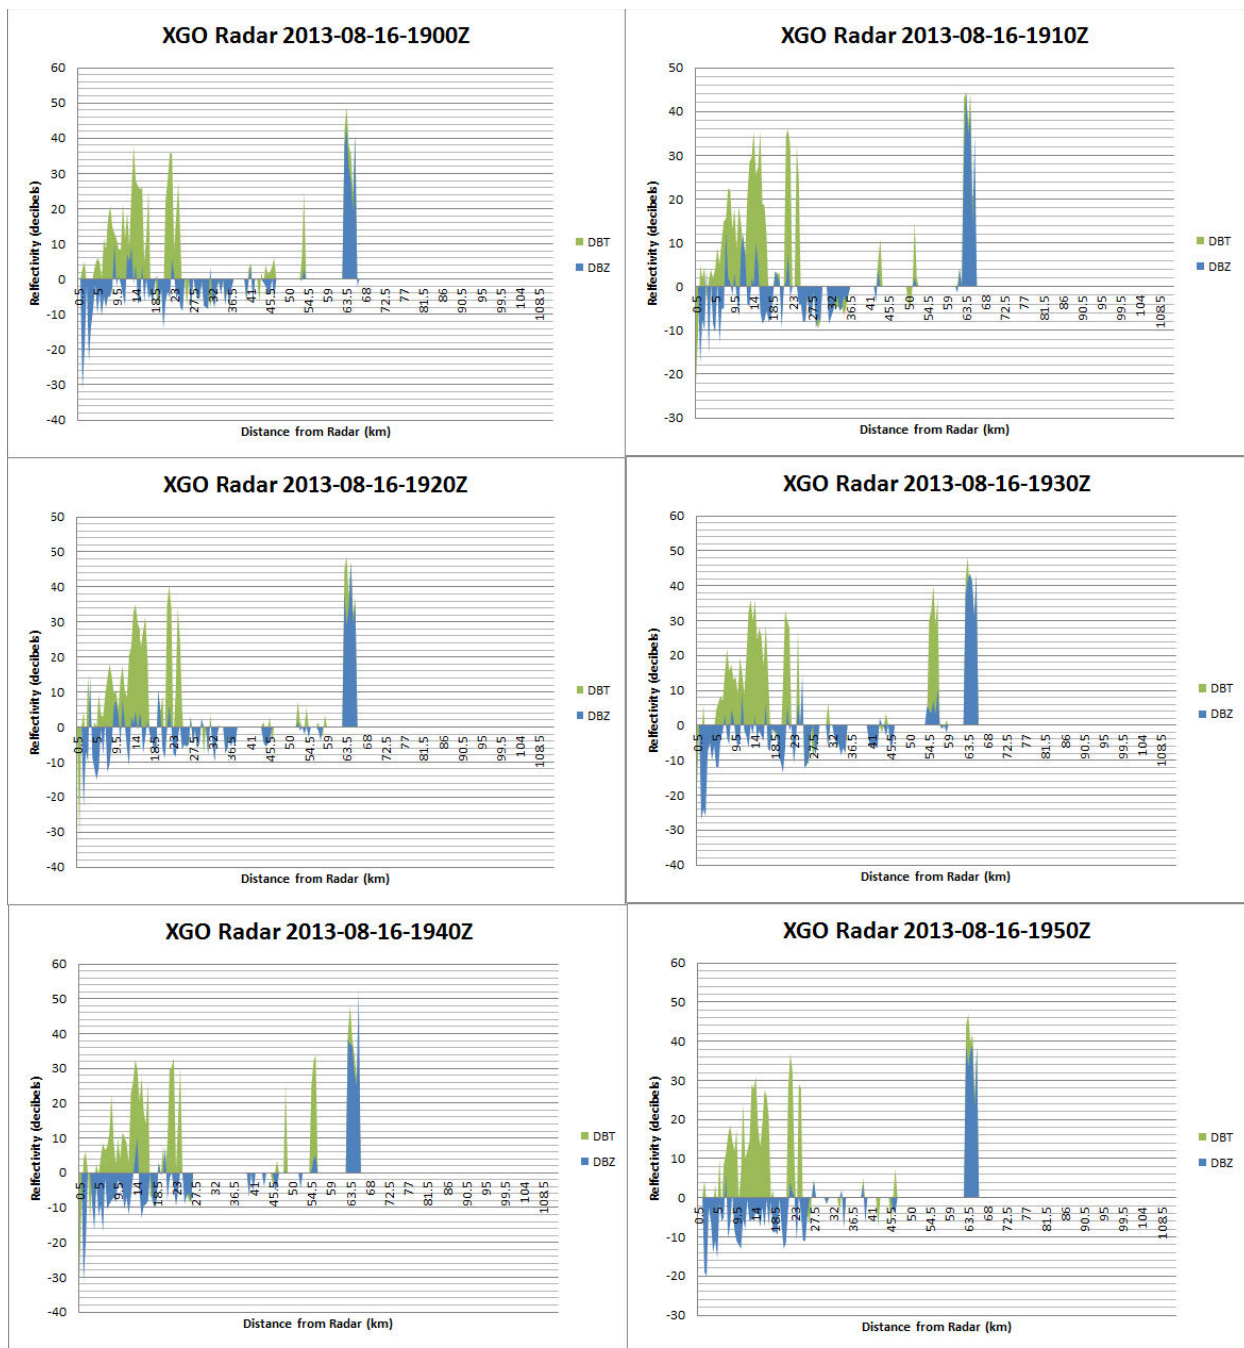 XGO Radar 2013-08-16-1900Z
60
50
40
30
20
10
0
-10
-20
-30
-40
Relfectivity (decibels)
0.5 5 9.5 14 18.5 23 27.5 32 36.5 41 45.5 50 54.5 59 63.5 68 72.5 77 81.5 86 90.5 95 99.5 104 108.5
Distance from Radar (km)
DBT
DBZ
XGO Radar 2013-08-16-1910Z
50
40
30
20
10
0
-10
-20
-30
Relfectivity (decibels)
0.5 5 9.5 14 18.5 23 27.5 32 36.5 41 45.5 50 54.5 59 63.5 68 72.5 77 81.5 86 90.5 95 99.5 104 108.5
Distance from Radar (km)
DBT
DBZ
XGO Radar 2013-08-16-1920Z
60
50
40
30
20
10
0
-10
-20
-30
-40
Relfectivity (decibels)
0.5 5 9.5 14 18.5 23 27.5 32 36.5 41 45.5 50 54.5 59 63.5 68 72.5 77 81.5 86 90.5 95 99.5 104 108.5
Distance from Radar (km)
DBT
DBZ
XGO Radar 2013-08-16-1930Z
60
50
40
30
20
10
0
-10
-20
-30
-40
Relfectivity (decibels)
0.5 5 9.5 14 18.5 23 27.5 32 36.5 41 45.5 50 54.5 59 63.5 68 72.5 77 81.5 86 90.5 95 99.5 104 108.5
Distance from Radar (km)
DBT
DBZ
XGO Radar 2013-08-16-1940Z
60
50
40
30
20
10
0
-10
-20
-30
-40
Relfectivity (decibels)
0.5 5 9.5 14 18.5 23 27.5 32 36.5 41 45.5 50 54.5 59 63.5 68 72.5 77 81.5 86 90.5 95 99.5 104 108.5
Distance from Radar (km)
DBT
DBZ
XGO Radar 2013-08-16-1950Z
60
50
40
30
20
10
0
-10
-20
-30
Relfectivity (decibels)
0.5 5 9.5 14 18.5 23 27.5 32 36.5 41 45.5 50 54.5 59 63.5 68 72.5 77 81.5 86 90.5 95 99.5 104 108.5
Distance from Radar (km)
DBT
DBZ